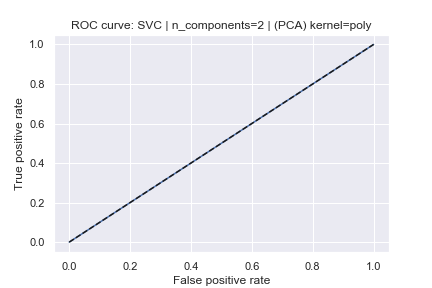 ROC curve: SVC | n_components=2 | (PCA) kernel=poly
1.0
0.8
0.6
0.4
0.2
0.0
True positive rate
0.0 0.2 0.4 0.6 0.8 1.0
False positive rate